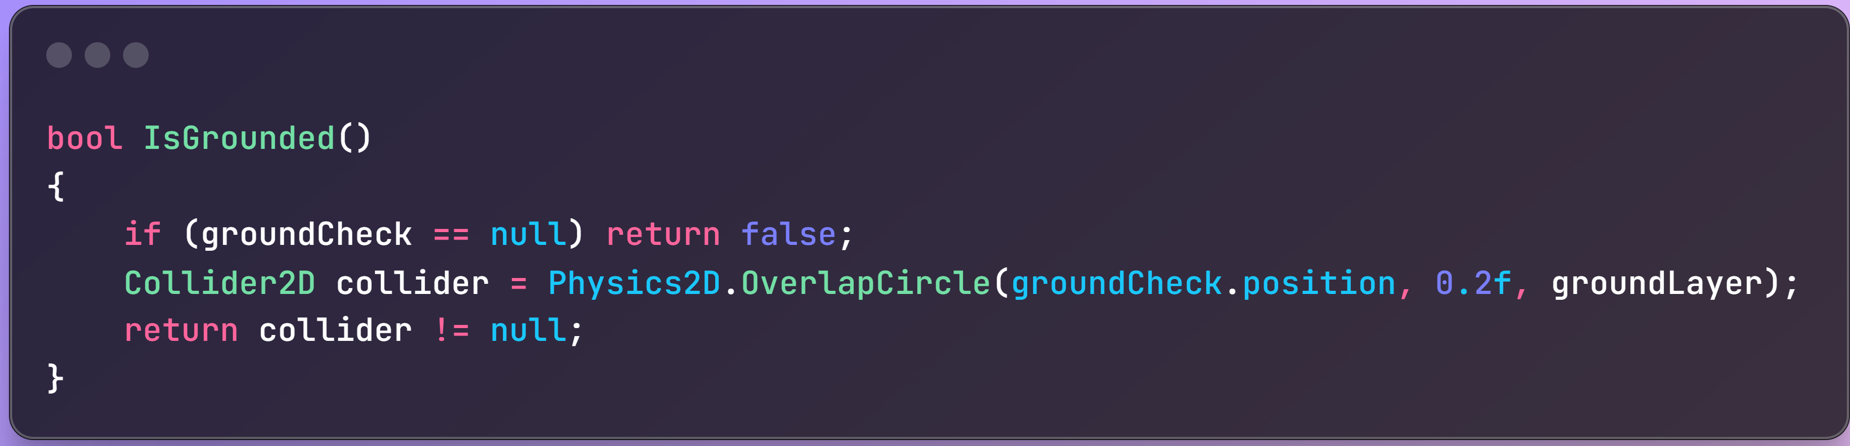 bool IsGrounded()
{
    if (groundCheck == null) return false;
    Collider2D collider = Physics2D.OverlapCircle(groundCheck.position, 0.2f, groundLayer);
    return collider != null;
}